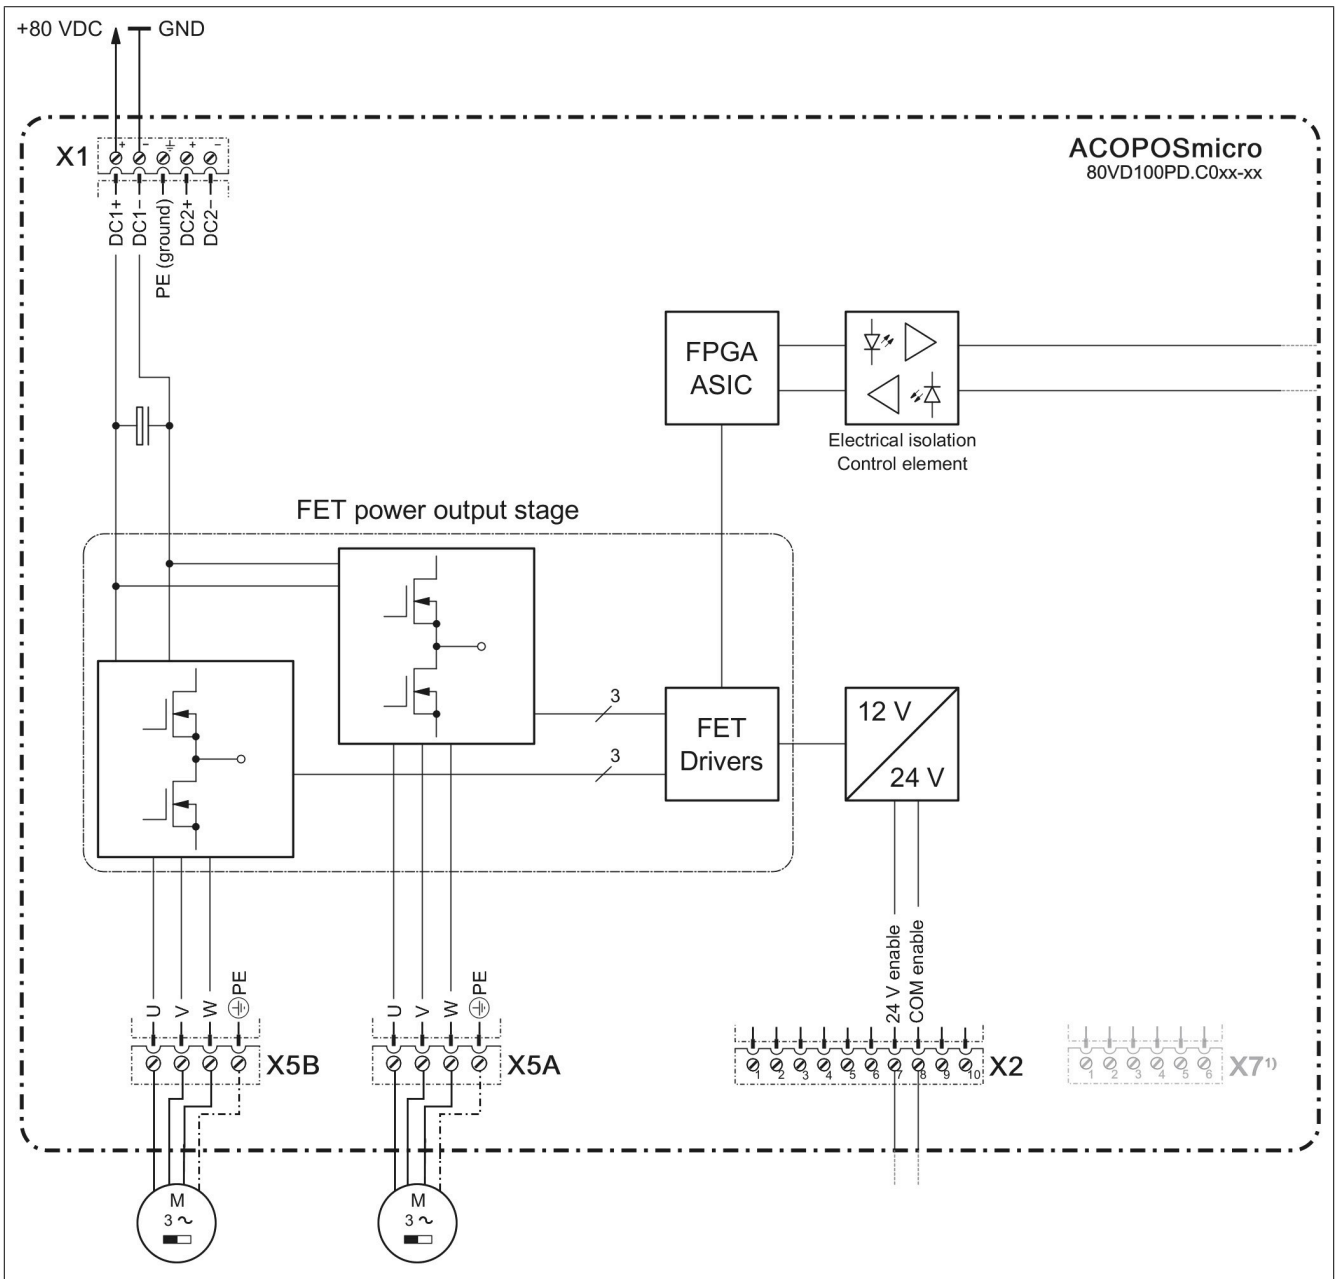 +80 VDC
GND
ACOPOSmicro
80VD100PD.C0xx-xx
X1
+
−
+
−
DC1+
DC1−
PE (ground)
DC2+
DC2−
FPGA
ASIC
Electrical isolation
Control element
FET power output stage
3
3
FET
Drivers
12 V
24 V
24 V enable
COM enable
U
V
W
PE
U
V
W
PE
X5B
X5A
1 2 3 4 5 6 7 8 9 10
X2
1 2 3 4 5 6
X7¹⁾
M
3 ~
M
3 ~